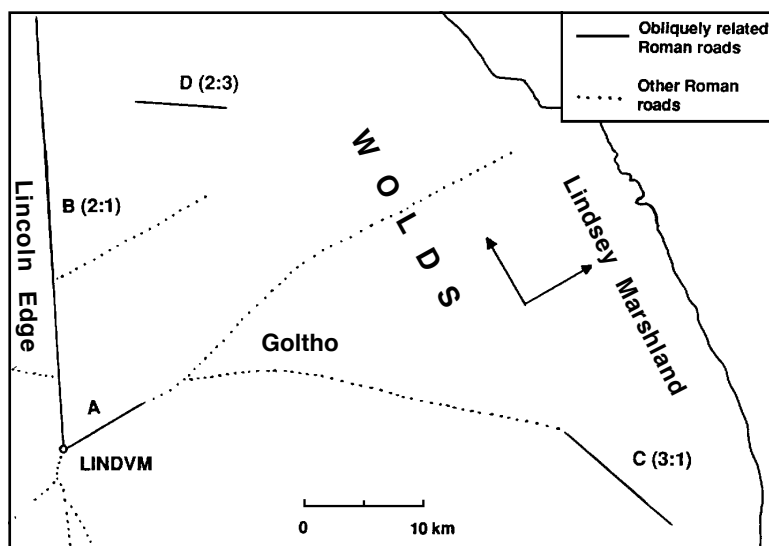 Obliquely related
Roman roads
Other Roman
roads
D (2:3)
WOLDS
Lincoln Edge
B (2:1)
Lindsey Marshland
Goltho
A
LINDVM
C (3:1)
0 10 km